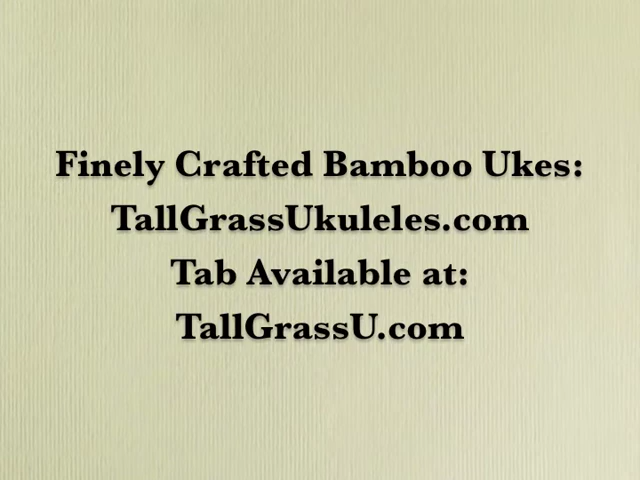 Finely Crafted Bamboo Ukes:
TallGrassUkuleles.com
Tab Available at:
TallGrassU.com